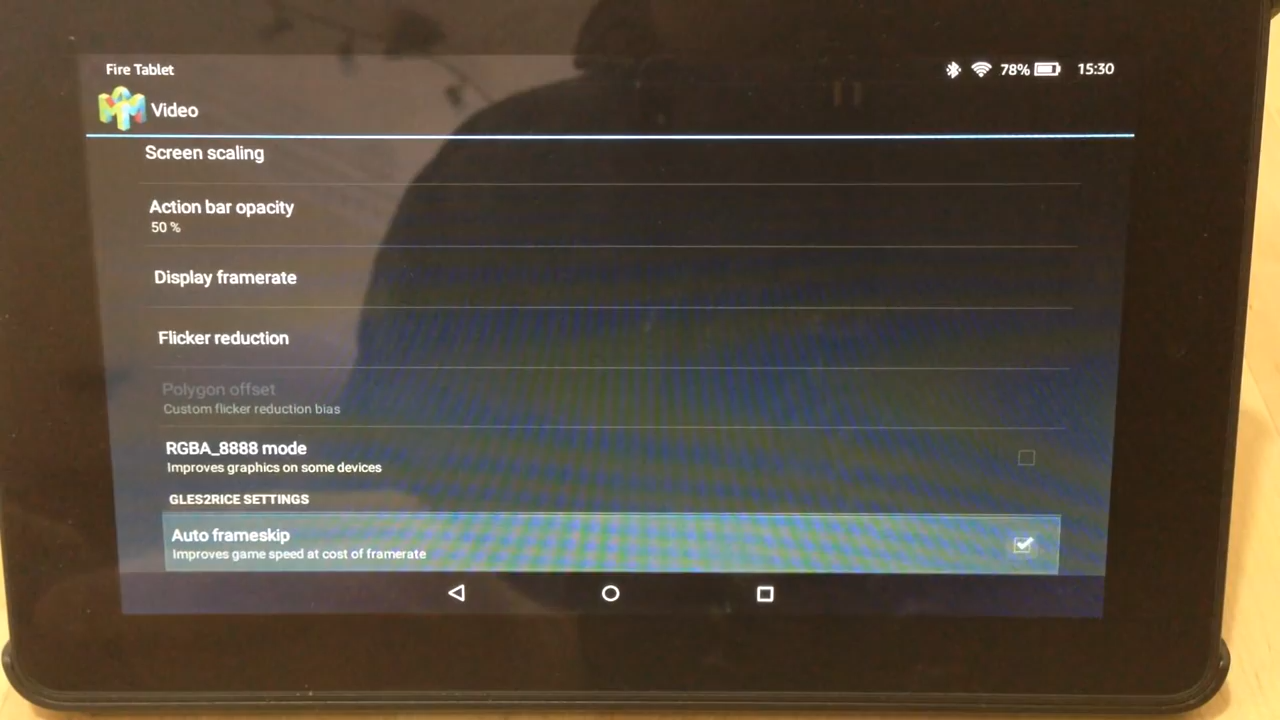 Fire Tablet
78%
15:30
Video
Screen scaling
Action bar opacity
50 %
Display framerate
Flicker reduction
Polygon offset
Custom flicker reduction bias
RGBA_8888 mode
Improves graphics on some devices
GLES2RICE SETTINGS
Auto frameskip
Improves game speed at cost of framerate